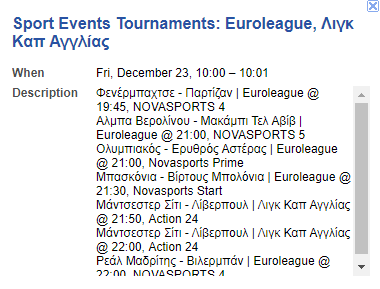 Sport Events Tournaments: Euroleague, Λιγκ
Καπ Αγγλίας
When Fri, December 23, 10:00 – 10:01
Description Φενέρμπαχτσε - Παρτίζαν | Euroleague @
19:45, NOVASPORTS 4
Αλμπα Βερολίνου - Μακάμπι Τελ Αβίβ |
Euroleague @ 21:00, NOVASPORTS 5
Ολυμπιακός - Ερυθρός Αστέρας | Euroleague
@ 21:00, Novasports Prime
Μπασκόνια - Βίρτους Μπολόνια | Euroleague @
21:30, Novasports Start
Μάντσεστερ Σίτι - Λίβερπουλ | Λιγκ Καπ Αγγλίας
@ 21:50, Action 24
Μάντσεστερ Σίτι - Λίβερπουλ | Λιγκ Καπ Αγγλίας
@ 22:00, Action 24
Ρεάλ Μαδρίτης - Βιλερμπάν | Euroleague @
22:00, NOVASPORTS 4